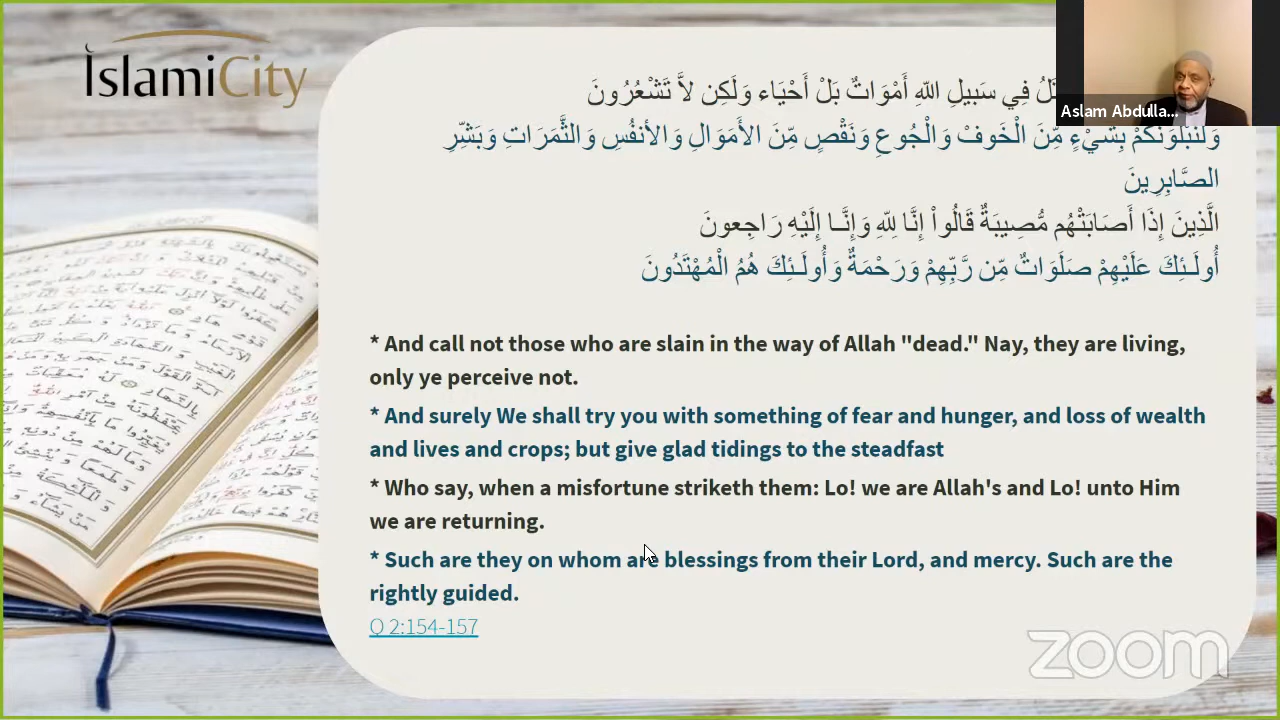 IslamiCity
Aslam Abdulla...
فِي سَبِيلِ اللّهِ أَمْوَاتٌ بَلْ أَحْيَاء وَلَكِن لاَّ تَشْعُرُونَ
وَلَنَبْلُوَنَّكُمْ بِشَيْءٍ مِّنَ الْخَوفْ وَالْجُوعِ وَنَقْصٍ مِّنَ الأَمَوَالِ وَالأنفُسِ وَالثَّمَرَاتِ وَبَشِّرِ
الصَّابِرِينَ
الَّذِينَ إِذَا أَصَابَتْهُم مُّصِيبَةٌ قَالُواْ إِنَّا لِلّهِ وَإِنَّـا إِلَيْهِ رَاجِعونَ
أُولَـئِكَ عَلَيْهِمْ صَلَوَاتٌ مِّن رَّبِّهِمْ وَرَحْمَةٌ وَأُولَـئِكَ هُمُ الْمُهْتَدُونَ
* And call not those who are slain in the way of Allah "dead." Nay, they are living,
only ye perceive not.
* And surely We shall try you with something of fear and hunger, and loss of wealth
and lives and crops; but give glad tidings to the steadfast
* Who say, when a misfortune striketh them: Lo! we are Allah's and Lo! unto Him
we are returning.
* Such are they on whom are blessings from their Lord, and mercy. Such are the
rightly guided.
Q 2:154-157
zoom